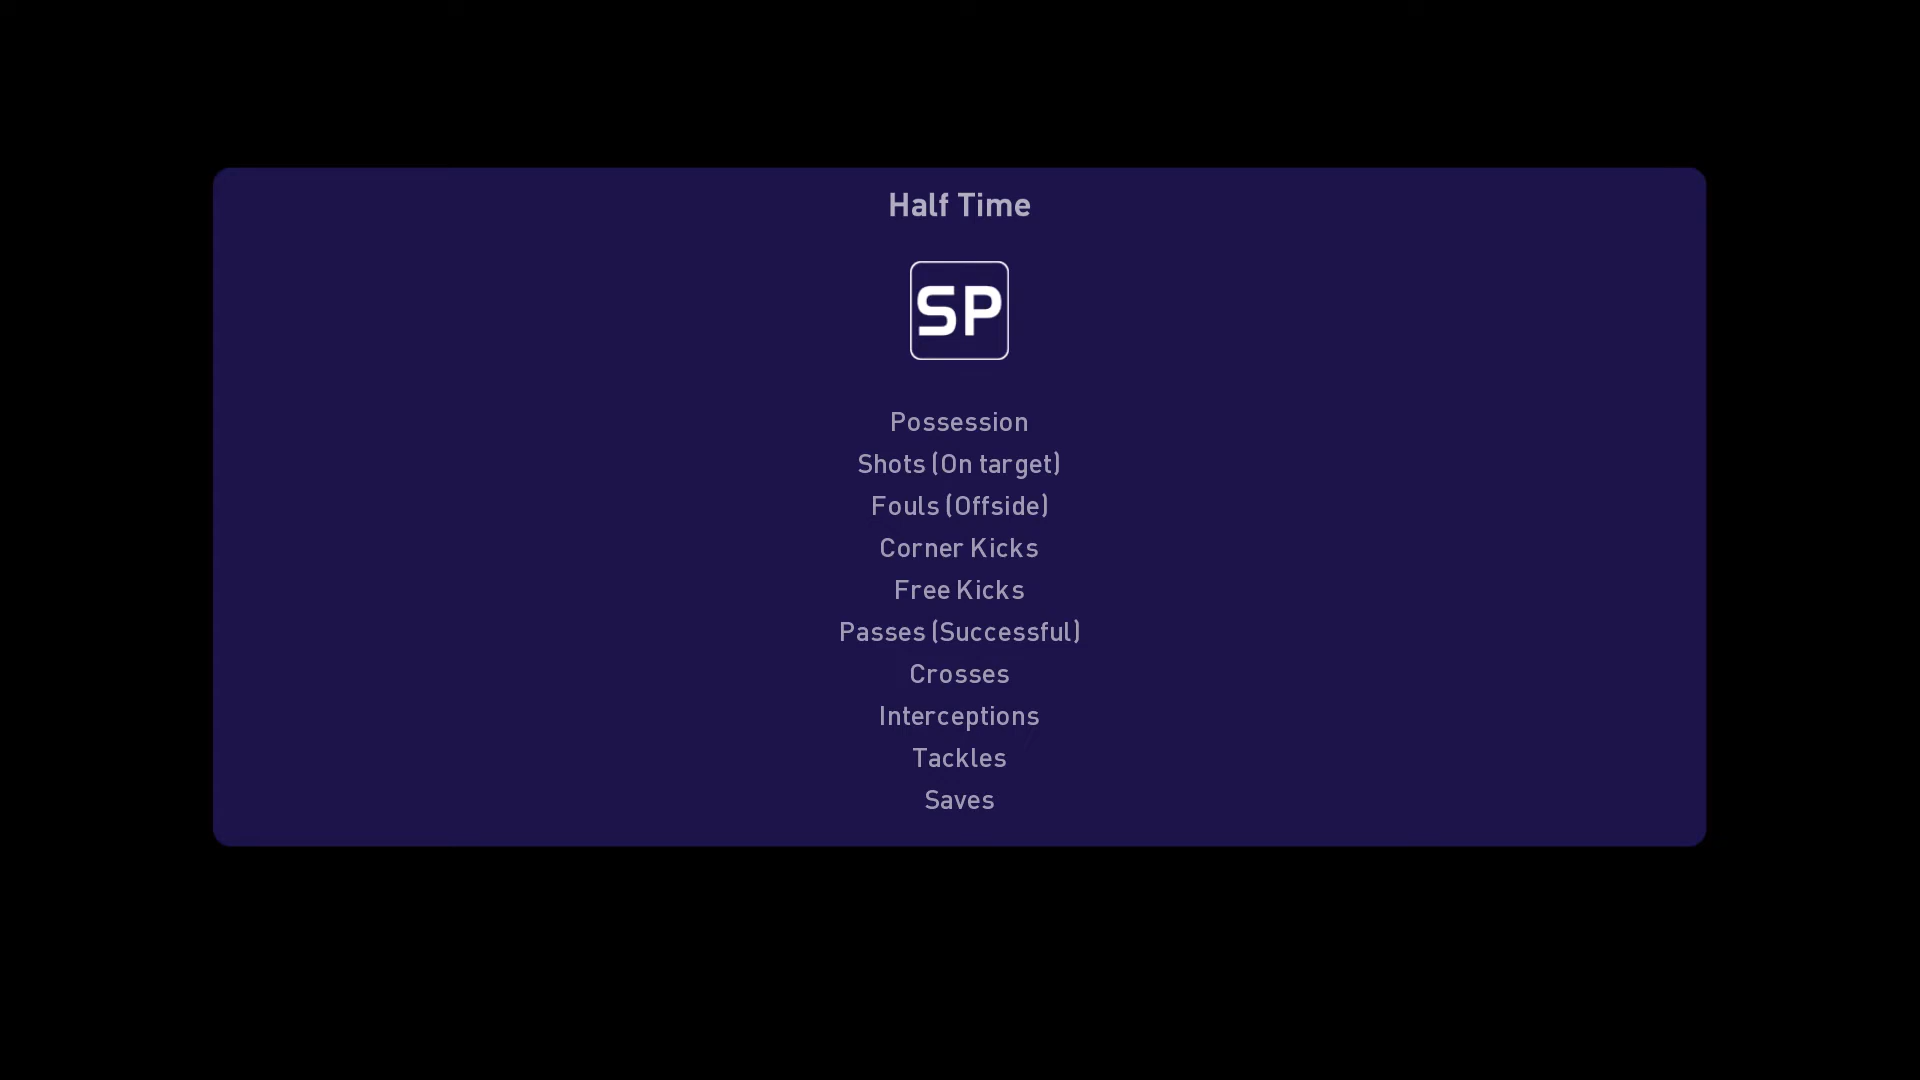 Half Time
SP
Possession
Shots (On target)
Fouls (Offside)
Corner Kicks
Free Kicks
Passes (Successful)
Crosses
Interceptions
Tackles
Saves